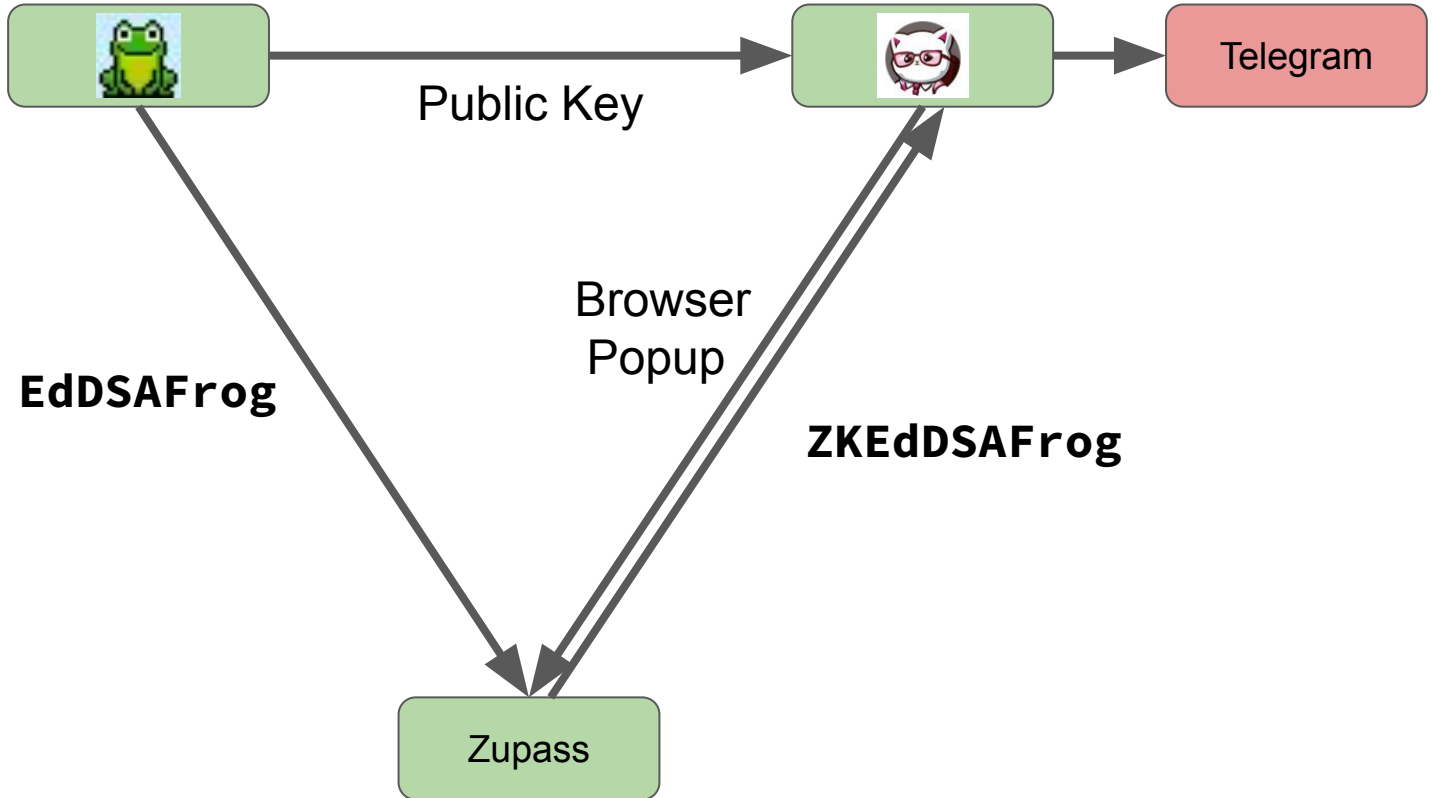 Telegram
Public Key
Browser
Popup
EdDSAFrog
ZKEdDSAFrog
Zupass